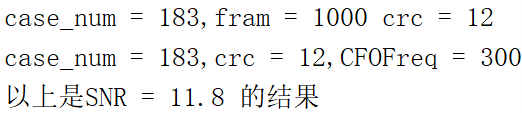 case_num = 183,fram = 1000 crc = 12
case_num = 183,crc = 12,CFOFreq = 300
以上是SNR = 11.8 的结果